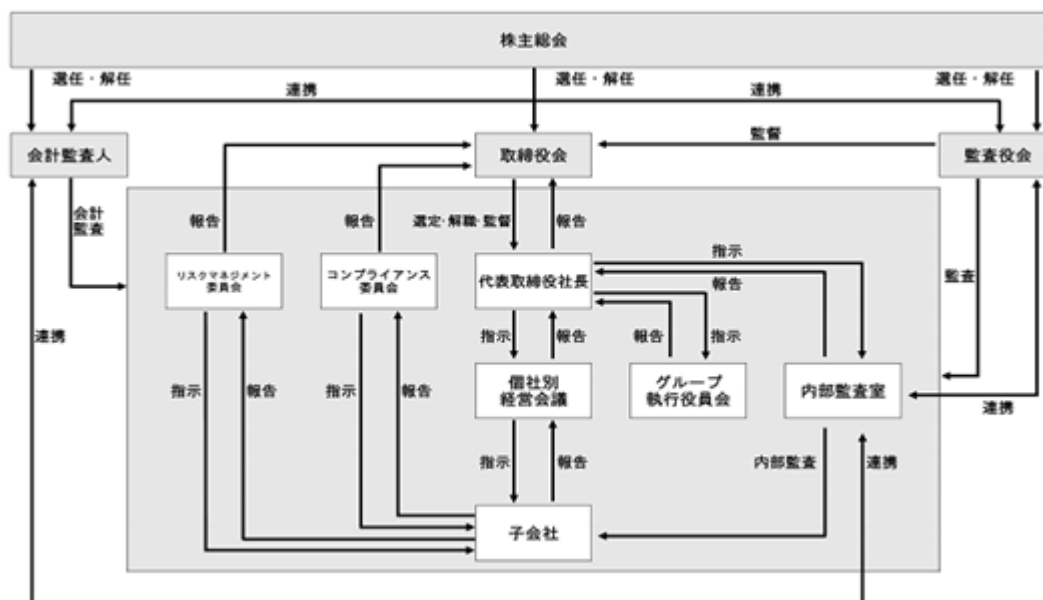 株主総会
選任・解任
選任・解任
選任・解任
連携
連携
会計監査人
取締役会
監査役会
監督
会計
監査
報告
報告
選定・解職・監督
報告
リスクマネジメント
委員会
コンプライアンス
委員会
代表取締役社長
指示
報告
監査
連携
指示
報告
報告
指示
指示
報告
指示
報告
個社別
経営会議
グループ
執行役員会
内部監査室
連携
指示
報告
内部監査
連携
子会社